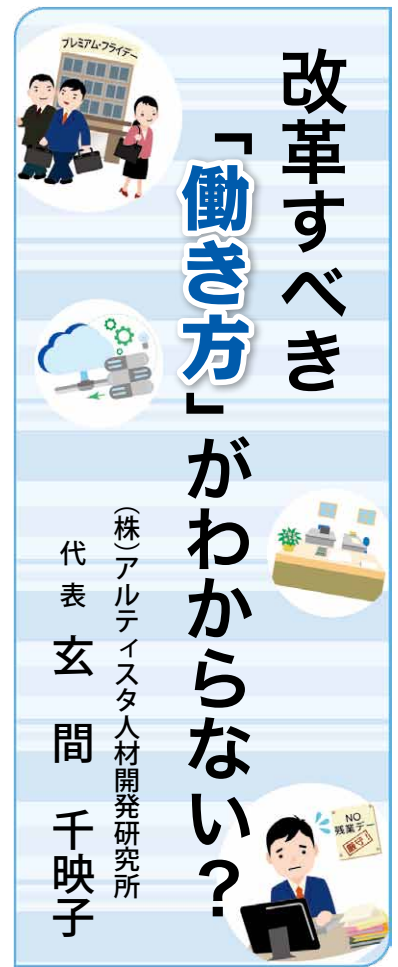 改革すべき
「働き方」がわからない?
(株)アルティスタ人材開発研究所
代表 玄間 千映子
プレミアム・フライデー
NO
残業デー
厳守!